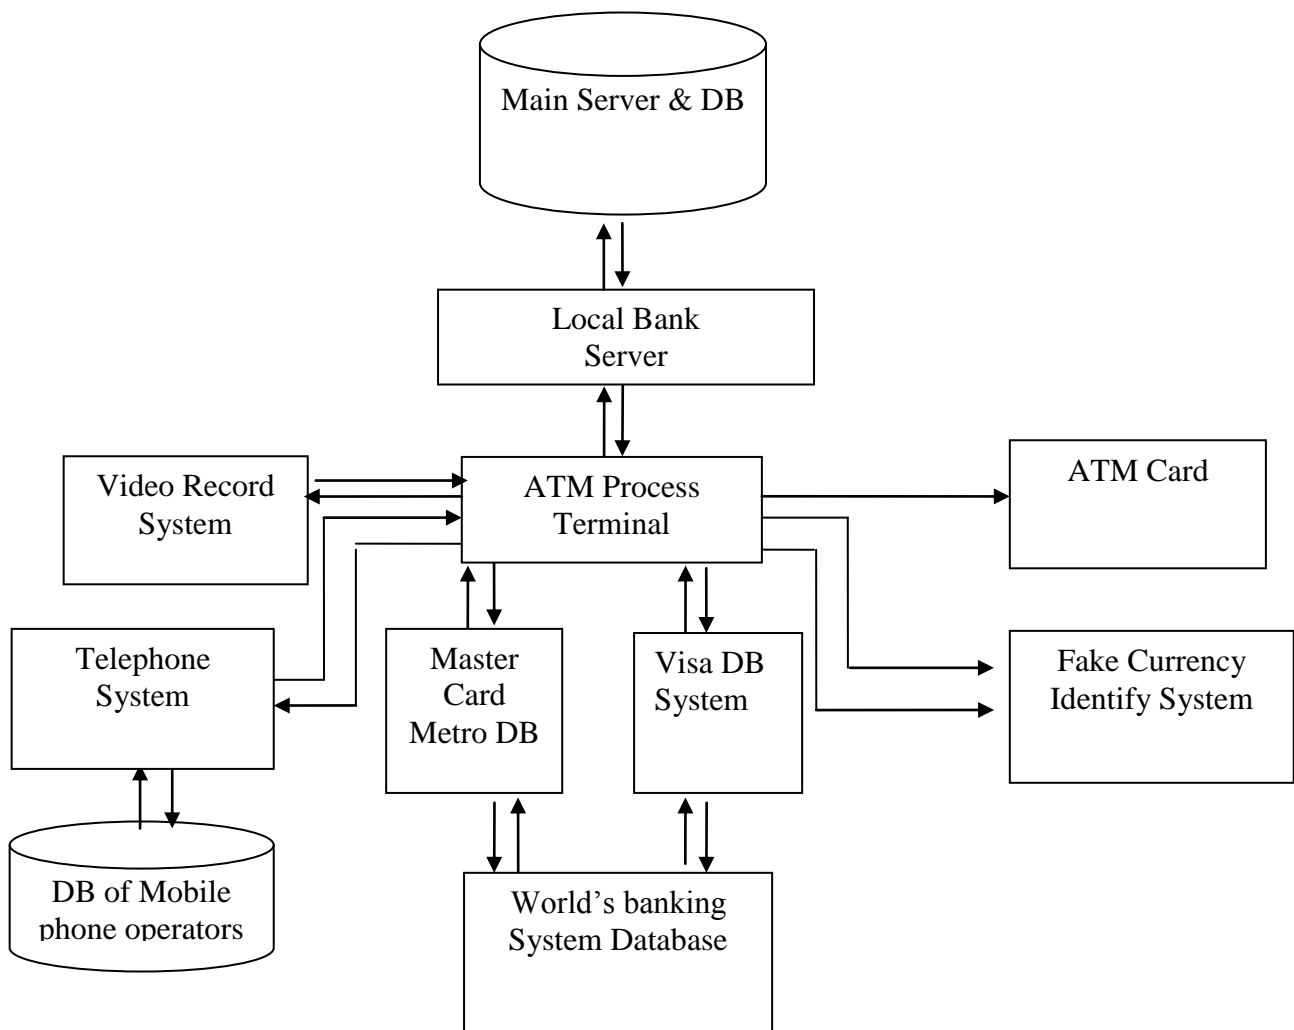 Main Server & DB
Local Bank
Server
Video Record
System
ATM Process
Terminal
ATM Card
Telephone
System
Master
Card
Metro DB
Visa DB
System
Fake Currency
Identify System
DB of Mobile
phone operators
World’s banking
System Database